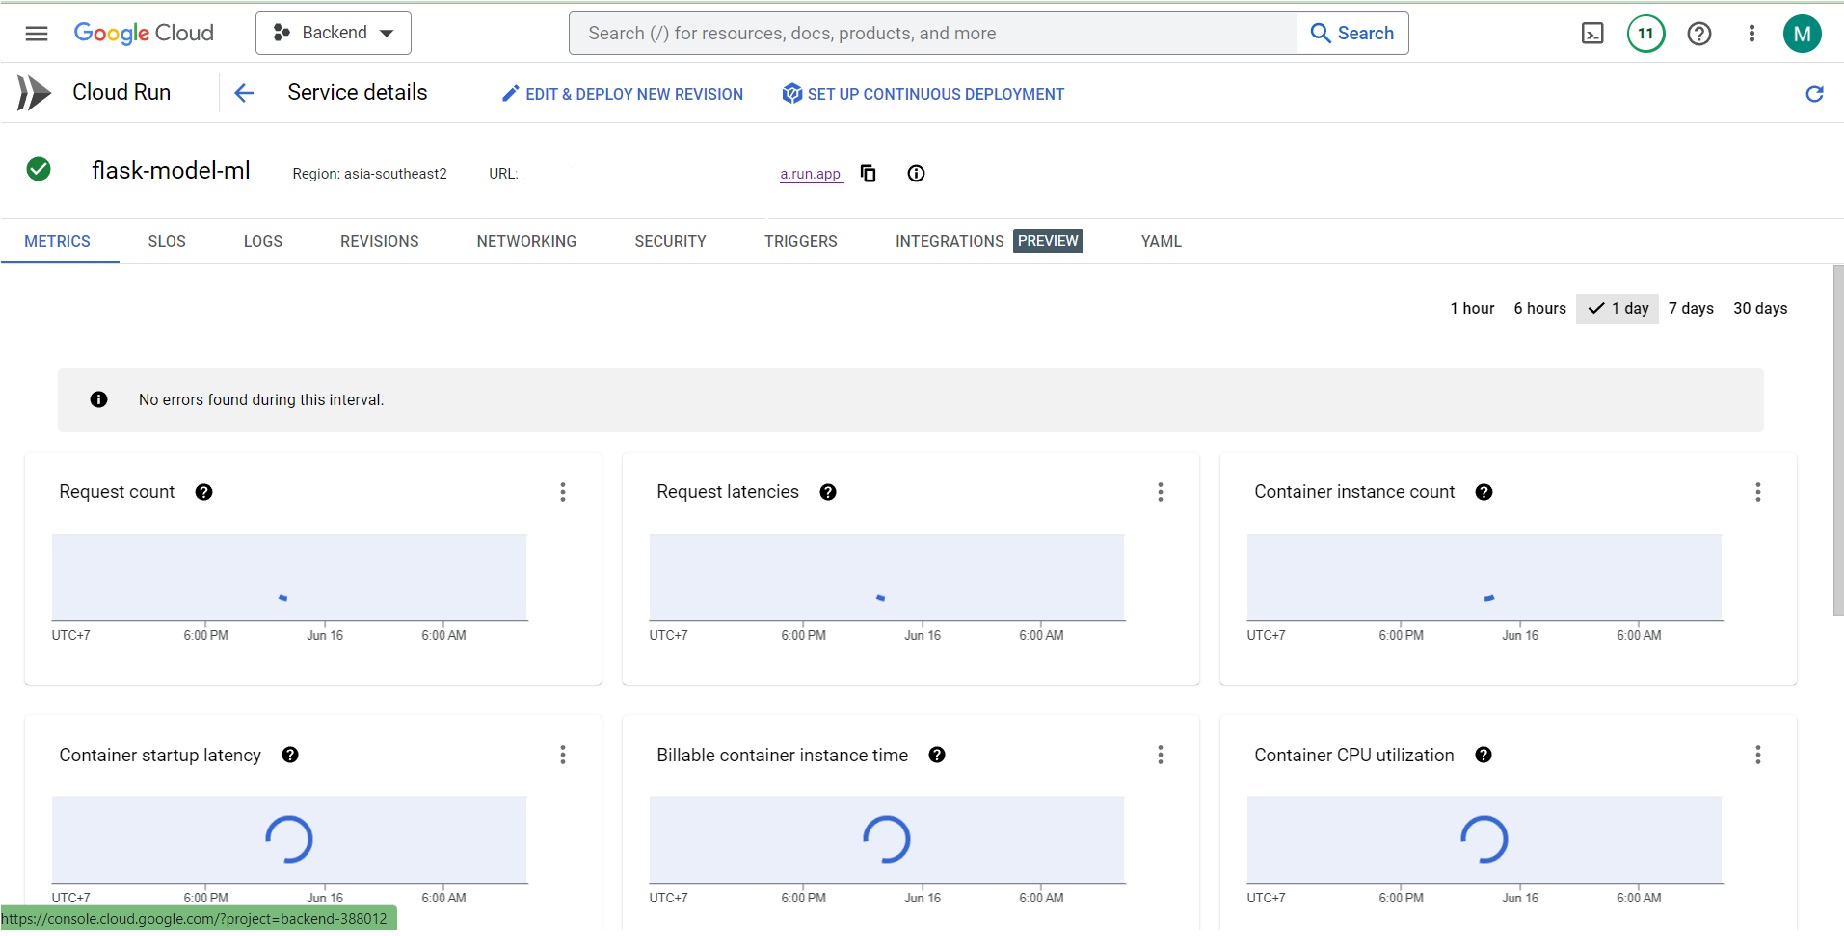 Google Cloud Backend Search (/) for resources, docs, products, and more Search 11 M
Cloud Run Service details EDIT & DEPLOY NEW REVISION SET UP CONTINUOUS DEPLOYMENT
flask-model-ml Region: asia-southeast2 URL: a.run.app
METRICS SLOS LOGS REVISIONS NETWORKING SECURITY TRIGGERS INTEGRATIONS PREVIEW YAML
1 hour 6 hours 1 day 7 days 30 days
No errors found during this interval.
Request count
UTC+7 6:00 PM Jun 16 6:00 AM
Request latencies
UTC+7 6:00 PM Jun 16 6:00 AM
Container instance count
UTC+7 6:00 PM Jun 16 6:00 AM
Container startup latency
UTC+7 6:00 PM Jun 16 6:00 AM
Billable container instance time
UTC+7 6:00 PM Jun 16 6:00 AM
Container CPU utilization
UTC+7 6:00 PM Jun 16 6:00 AM
https://console.cloud.google.com/?project=backend-388012